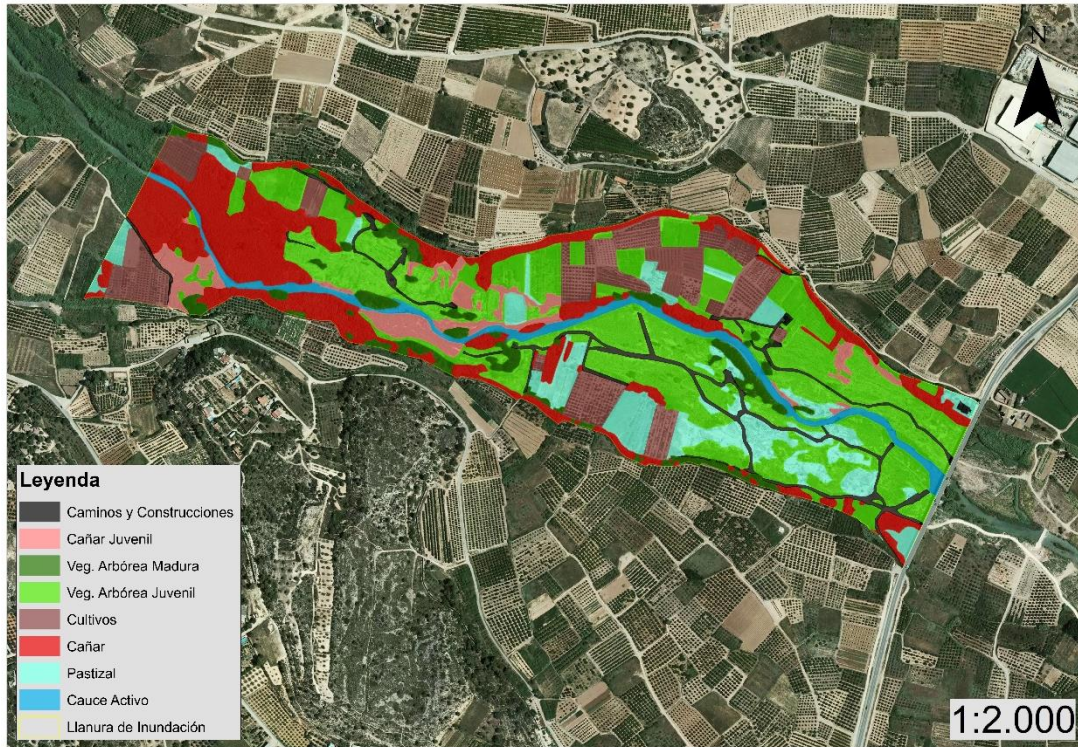 N
Leyenda
Caminos y Construcciones
Cañar Juvenil
Veg. Arbórea Madura
Veg. Arbórea Juvenil
Cultivos
Cañar
Pastizal
Cauce Activo
Llanura de Inundación
1:2.000